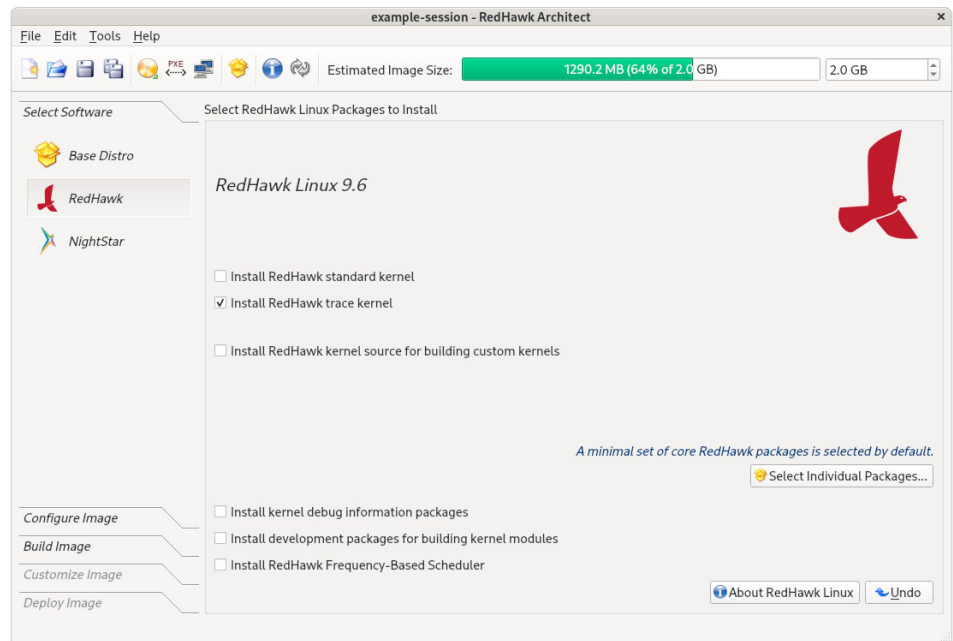 example-session - RedHawk Architect
File Edit Tools Help
PXE
Estimated Image Size: 1290.2 MB (64% of 2.0 GB) 2.0 GB
Select Software
Select RedHawk Linux Packages to Install
Base Distro
RedHawk
NightStar
RedHawk Linux 9.6
Install RedHawk standard kernel
Install RedHawk trace kernel
Install RedHawk kernel source for building custom kernels
A minimal set of core RedHawk packages is selected by default.
Select Individual Packages...
Configure Image
Build Image
Customize Image
Deploy Image
Install kernel debug information packages
Install development packages for building kernel modules
Install RedHawk Frequency-Based Scheduler
About RedHawk Linux
Undo